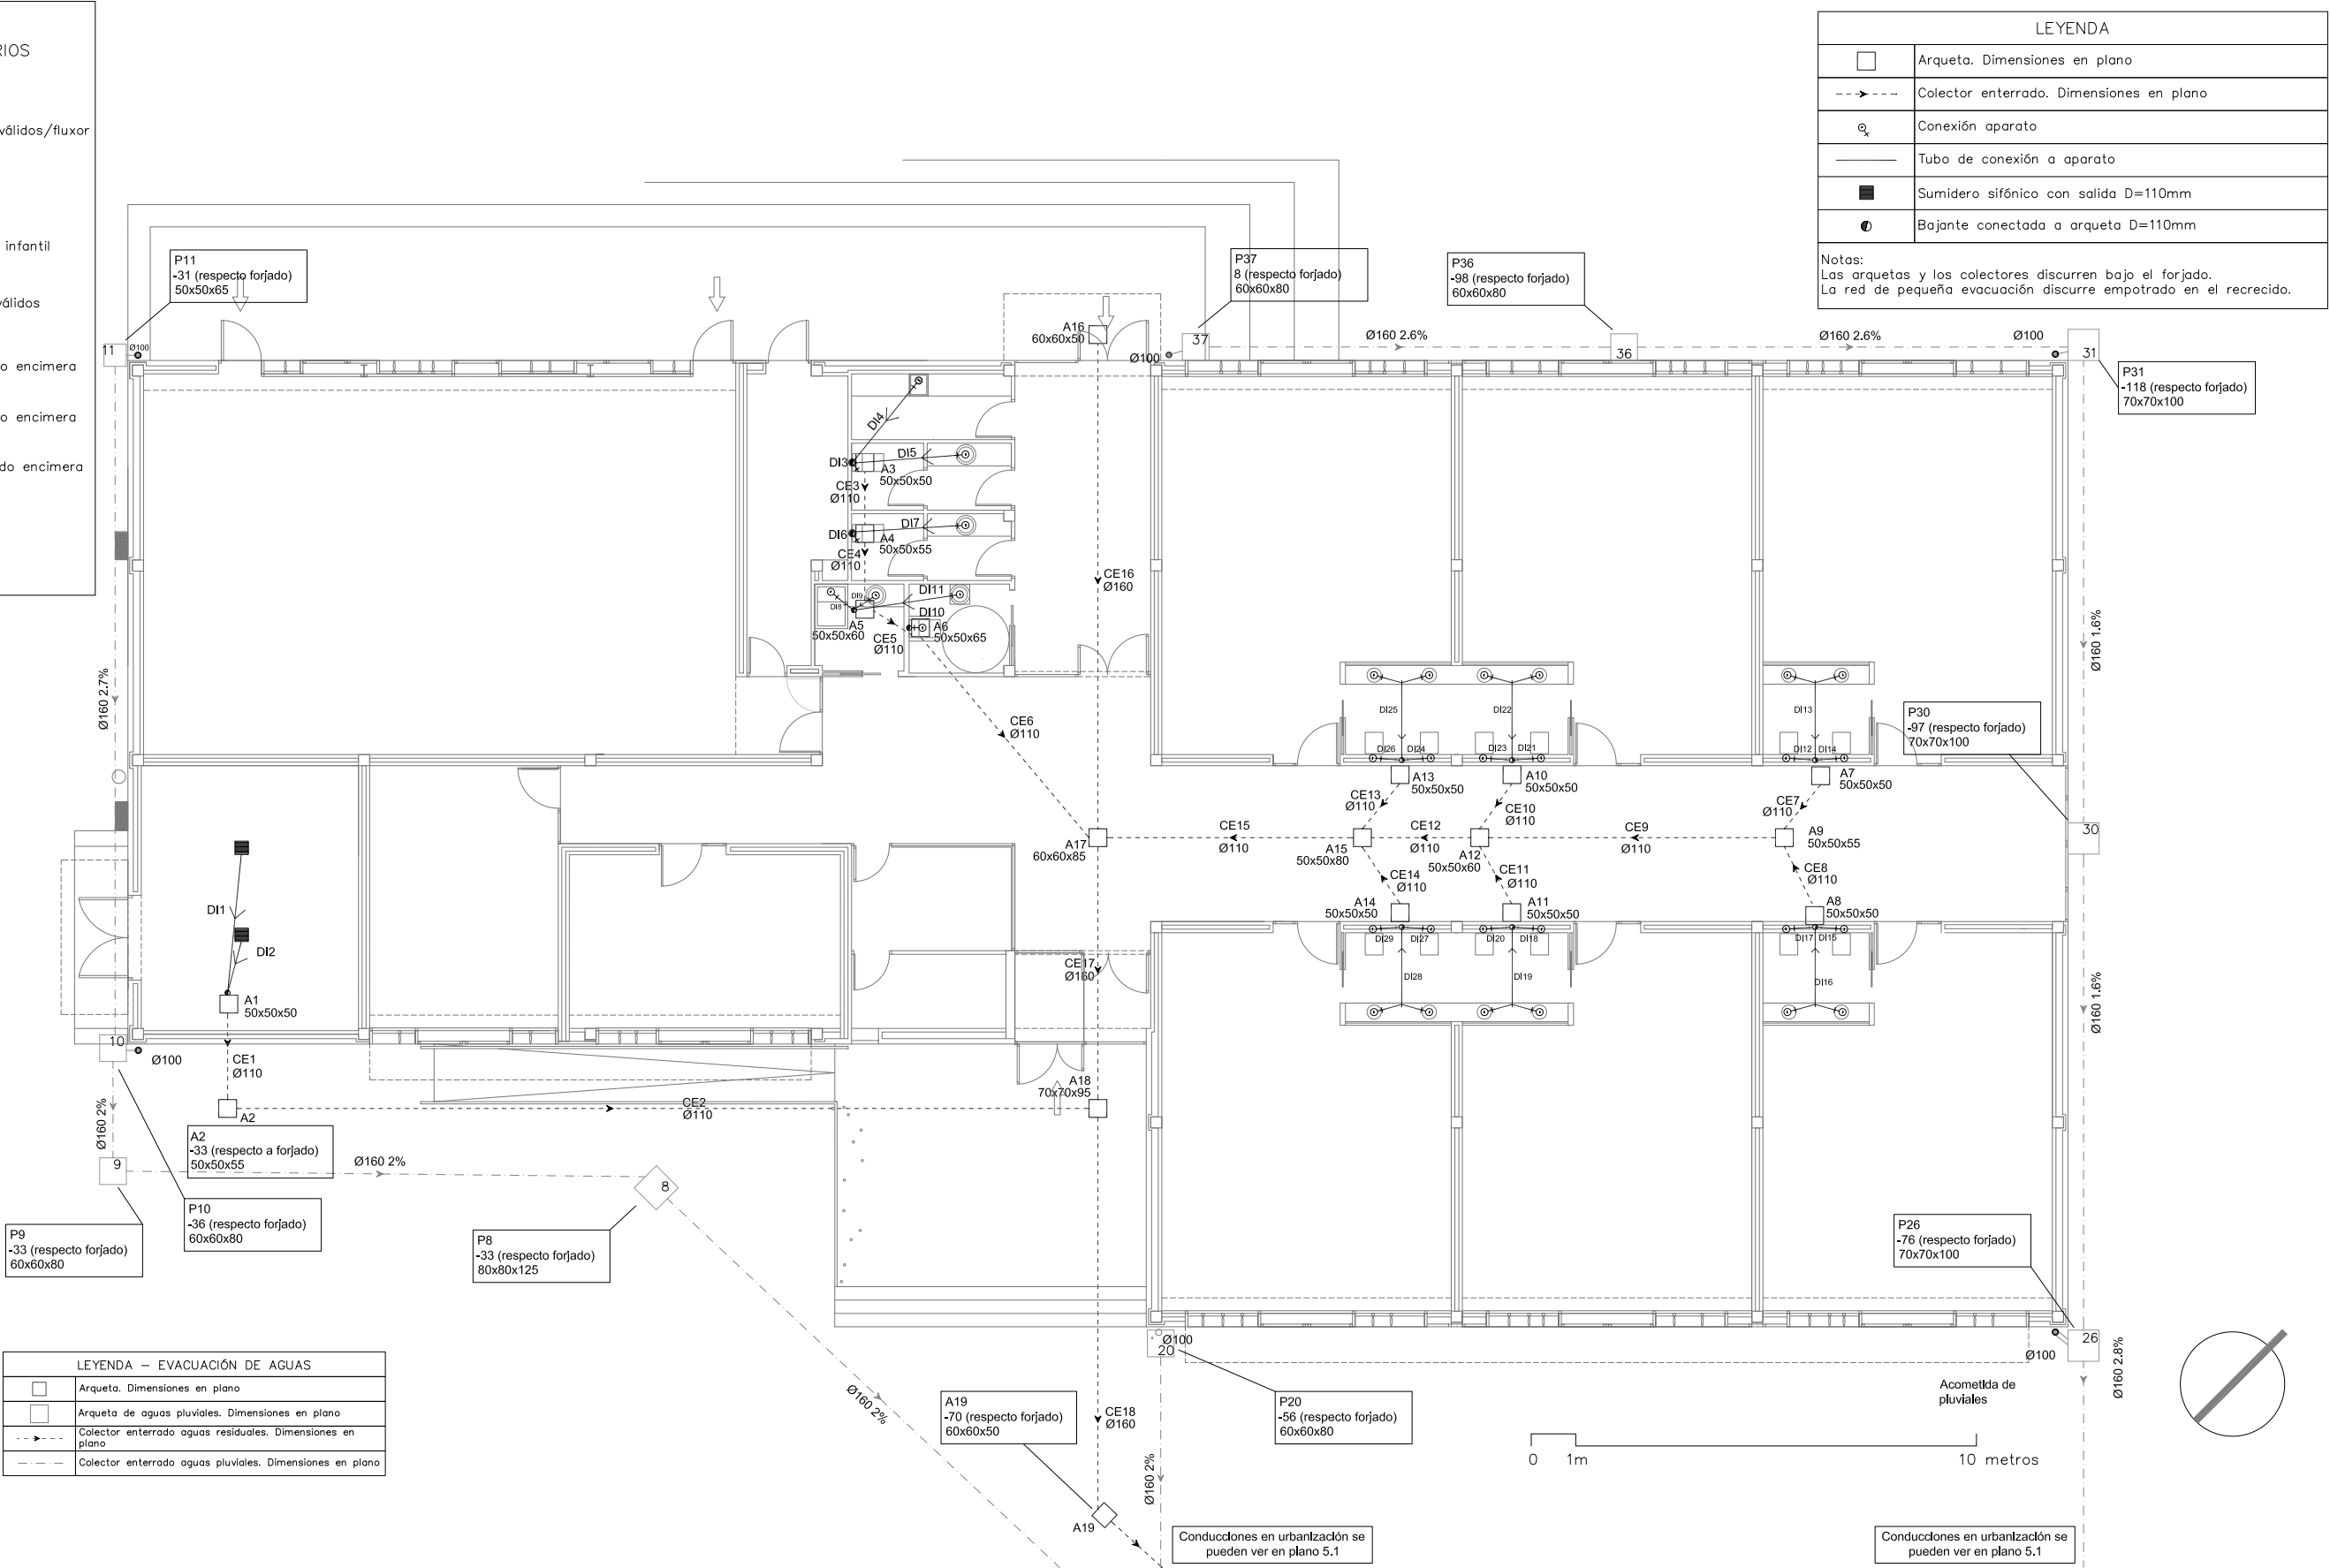 RIOS
válidos/fluxor
infantil
válidos
o encimera
o encimera
do encimera
LEYENDA
Arqueta. Dimensiones en plano
Colector enterrado. Dimensiones en plano
Conexión aparato
Tubo de conexión a aparato
Sumidero sifónico con salida D=110mm
Bajante conectada a arqueta D=110mm
Notas:
Las arquetas y los colectores discurren bajo el forjado.
La red de pequeña evacuación discurre empotrado en el recrecido.
P11
-31 (respecto forjado)
50x50x65
P37
8 (respecto forjado)
60x60x80
P36
-98 (respecto forjado)
60x60x80
P31
-118 (respecto forjado)
70x70x100
11
Ø100
A16
60x60x50
Ø100
37
Ø160 2.6%
36
Ø160 2.6%
Ø100
31
DI4
DI3
DI5
A3
50x50x50
CE3
Ø110
DI6
DI7
A4
50x50x55
CE4
Ø110
DI8
DI9
DI11
DI10
A5
50x50x60
CE5
Ø110
A6
50x50x65
CE16
Ø160
Ø160 1.6%
Ø160 2.7%
CE6
Ø110
P30
-97 (respecto forjado)
70x70x100
DI25
DI22
DI13
DI26
DI24
DI23
DI21
DI12
DI14
A13
50x50x50
A10
50x50x50
A7
50x50x50
CE13
Ø110
CE10
Ø110
CE7
Ø110
A17
60x60x85
CE15
Ø110
A15
50x50x80
CE12
Ø110
A12
50x50x60
CE9
Ø110
A9
50x50x55
30
CE14
Ø110
CE11
Ø110
CE8
Ø110
A14
50x50x50
A11
50x50x50
A8
50x50x50
DI29
DI27
DI20
DI18
DI17
DI15
DI28
DI19
DI16
DI1
DI2
A1
50x50x50
CE17
Ø160
Ø160 1.6%
10
Ø100
CE1
Ø110
A18
70x70x95
CE2
Ø110
A2
Ø160 2%
A2
-33 (respecto a forjado)
50x50x55
9
Ø160 2%
8
P10
-36 (respecto forjado)
60x60x80
P9
-33 (respecto forjado)
60x60x80
P8
-33 (respecto forjado)
80x80x125
P26
-76 (respecto forjado)
70x70x100
Ø100
20
Ø100
26
Ø160 2.8%
LEYENDA – EVACUACIÓN DE AGUAS
Arqueta. Dimensiones en plano
Arqueta de aguas pluviales. Dimensiones en plano
Colector enterrado aguas residuales. Dimensiones en
plano
Colector enterrado aguas pluviales. Dimensiones en plano
Ø160 2%
A19
-70 (respecto forjado)
60x60x50
CE18
Ø160
P20
-56 (respecto forjado)
60x60x80
Acometida de
pluviales
0 1m 10 metros
Ø160 2%
A19
Conducciones en urbanización se
pueden ver en plano 5.1
Conducciones en urbanización se
pueden ver en plano 5.1